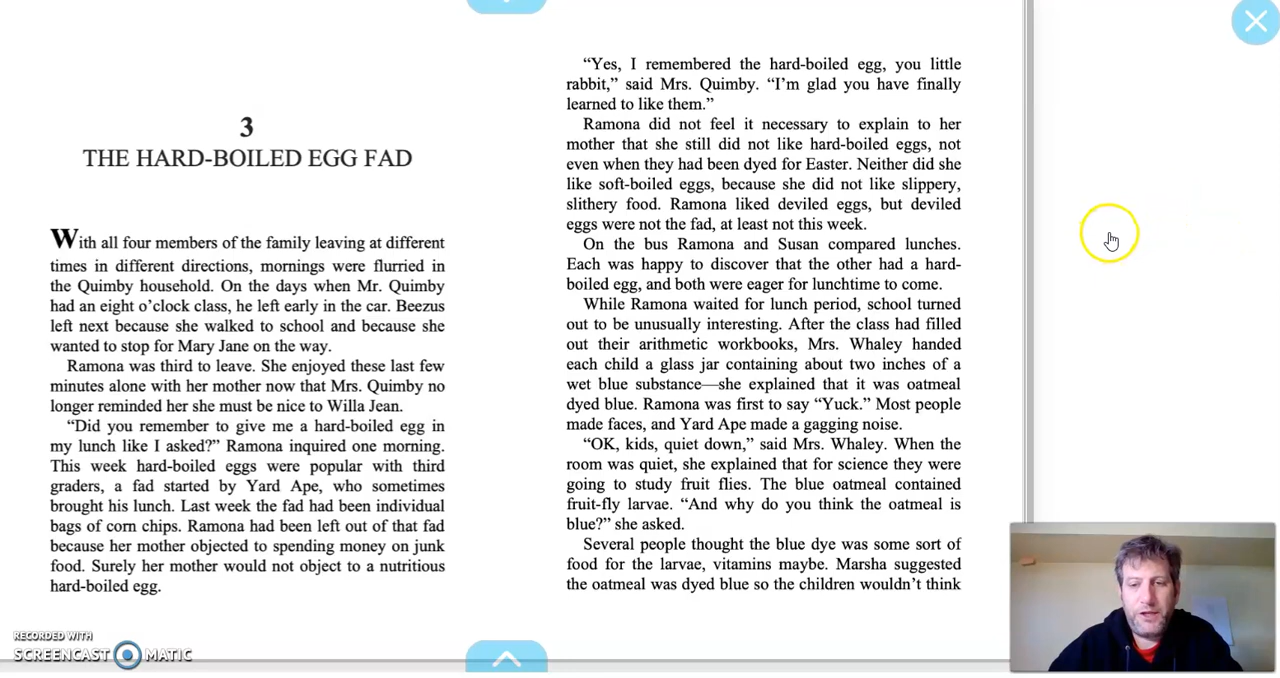 3
THE HARD-BOILED EGG FAD
With all four members of the family leaving at different
times in different directions, mornings were flurried in
the Quimby household. On the days when Mr. Quimby
had an eight o’clock class, he left early in the car. Beezus
left next because she walked to school and because she
wanted to stop for Mary Jane on the way.
Ramona was third to leave. She enjoyed these last few
minutes alone with her mother now that Mrs. Quimby no
longer reminded her she must be nice to Willa Jean.
“Did you remember to give me a hard-boiled egg in
my lunch like I asked?” Ramona inquired one morning.
This week hard-boiled eggs were popular with third
graders, a fad started by Yard Ape, who sometimes
brought his lunch. Last week the fad had been individual
bags of corn chips. Ramona had been left out of that fad
because her mother objected to spending money on junk
food. Surely her mother would not object to a nutritious
hard-boiled egg.
“Yes, I remembered the hard-boiled egg, you little
rabbit,” said Mrs. Quimby. “I’m glad you have finally
learned to like them.”
Ramona did not feel it necessary to explain to her
mother that she still did not like hard-boiled eggs, not
even when they had been dyed for Easter. Neither did she
like soft-boiled eggs, because she did not like slippery,
slithery food. Ramona liked deviled eggs, but deviled
eggs were not the fad, at least not this week.
On the bus Ramona and Susan compared lunches.
Each was happy to discover that the other had a hard-
boiled egg, and both were eager for lunchtime to come.
While Ramona waited for lunch period, school turned
out to be unusually interesting. After the class had filled
out their arithmetic workbooks, Mrs. Whaley handed
each child a glass jar containing about two inches of a
wet blue substance—she explained that it was oatmeal
dyed blue. Ramona was first to say “Yuck.” Most people
made faces, and Yard Ape made a gagging noise.
“OK, kids, quiet down,” said Mrs. Whaley. When the
room was quiet, she explained that for science they were
going to study fruit flies. The blue oatmeal contained
fruit-fly larvae. “And why do you think the oatmeal is
blue?” she asked.
Several people thought the blue dye was some sort of
food for the larvae, vitamins maybe. Marsha suggested
the oatmeal was dyed blue so the children wouldn’t think
RECORDED WITH
SCREENCAST MATIC